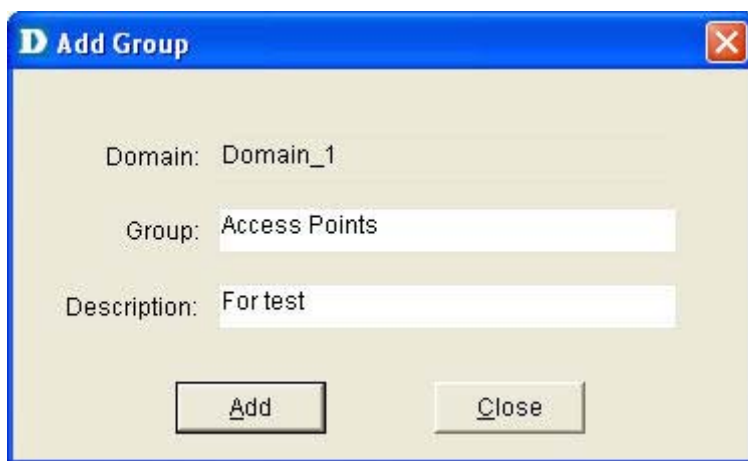 D Add Group
Domain: Domain_1
Group: Access Points
Description: For test
Add Close